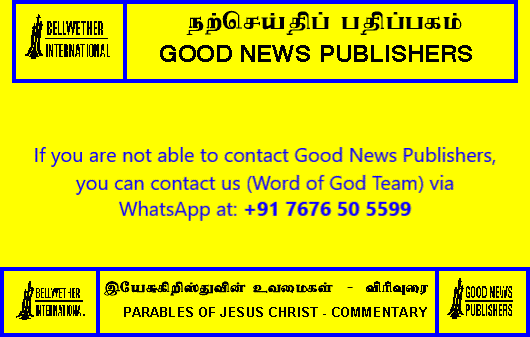 BELLWETHER
INTERNATIONAL
நற்செய்திப் பதிப்பகம்
GOOD NEWS PUBLISHERS
If you are not able to contact Good News Publishers,
you can contact us (Word of God Team) via
WhatsApp at: +91 7676 50 5599
BELLWETHER
INTERNATIONAL
இயேசுகிறிஸ்துவின் உவமைகள் - விரிவுரை
PARABLES OF JESUS CHRIST - COMMENTARY
GOOD NEWS
PUBLISHERS